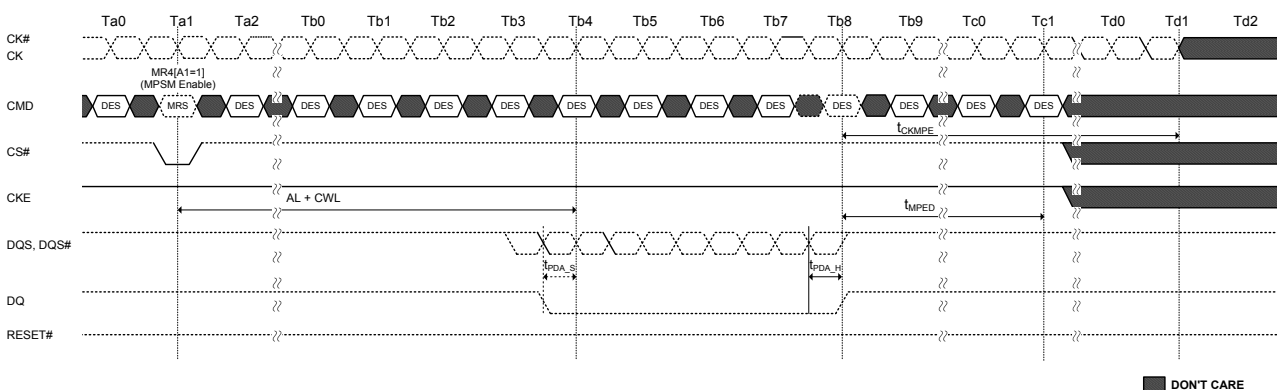 Ta0 Ta1 Ta2 Tb0 Tb1 Tb2 Tb3 Tb4 Tb5 Tb6 Tb7 Tb8 Tb9 Tc0 Tc1 Td0 Td1 Td2
CK#
CK
MR4[A1=1]
(MPSM Enable)
CMD DES MRS DES DES DES DES DES DES DES DES DES DES DES DES DES
tCKMPE
CS#
CKE
AL + CWL
tMPED
DQS, DQS#
tPDA_S tPDA_H
DQ
RESET#
DON'T CARE